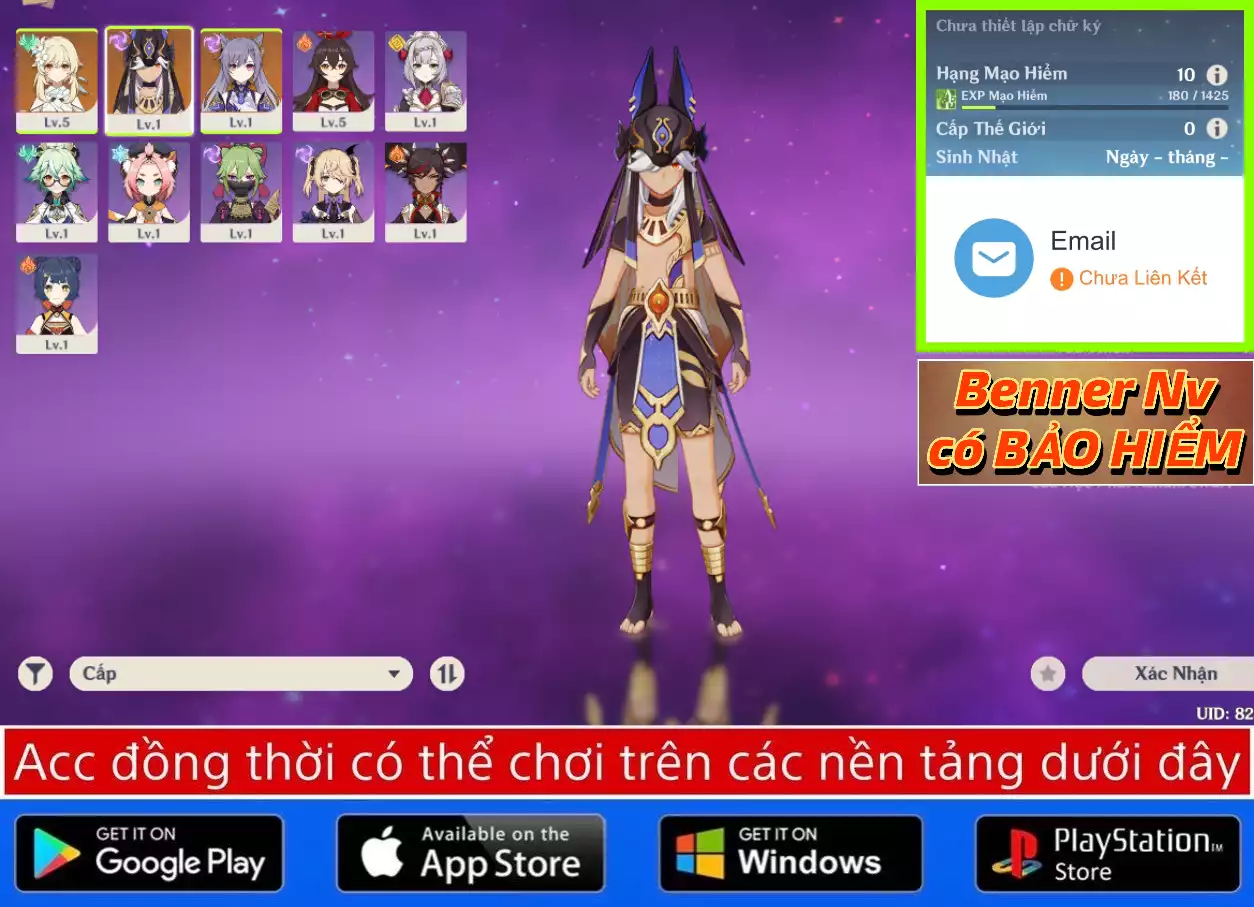 Chưa thiết lập chữ ký
Hạng Mạo Hiểm 10
EXP Mạo Hiểm 180 / 1425
Cấp Thế Giới 0
Sinh Nhật Ngày - tháng -
Email
Chưa Liên Kết
Benner Nv
có BẢO HIỂM
Lv.5 Lv.1 Lv.1 Lv.5 Lv.1
Lv.1 Lv.1 Lv.1 Lv.1 Lv.1
Lv.1
Cấp
Xác Nhận
UID: 82
Acc đồng thời có thể chơi trên các nền tảng dưới đây
GET IT ON
Google Play
Available on the
App Store
GET IT ON
Windows
PlayStation™
Store